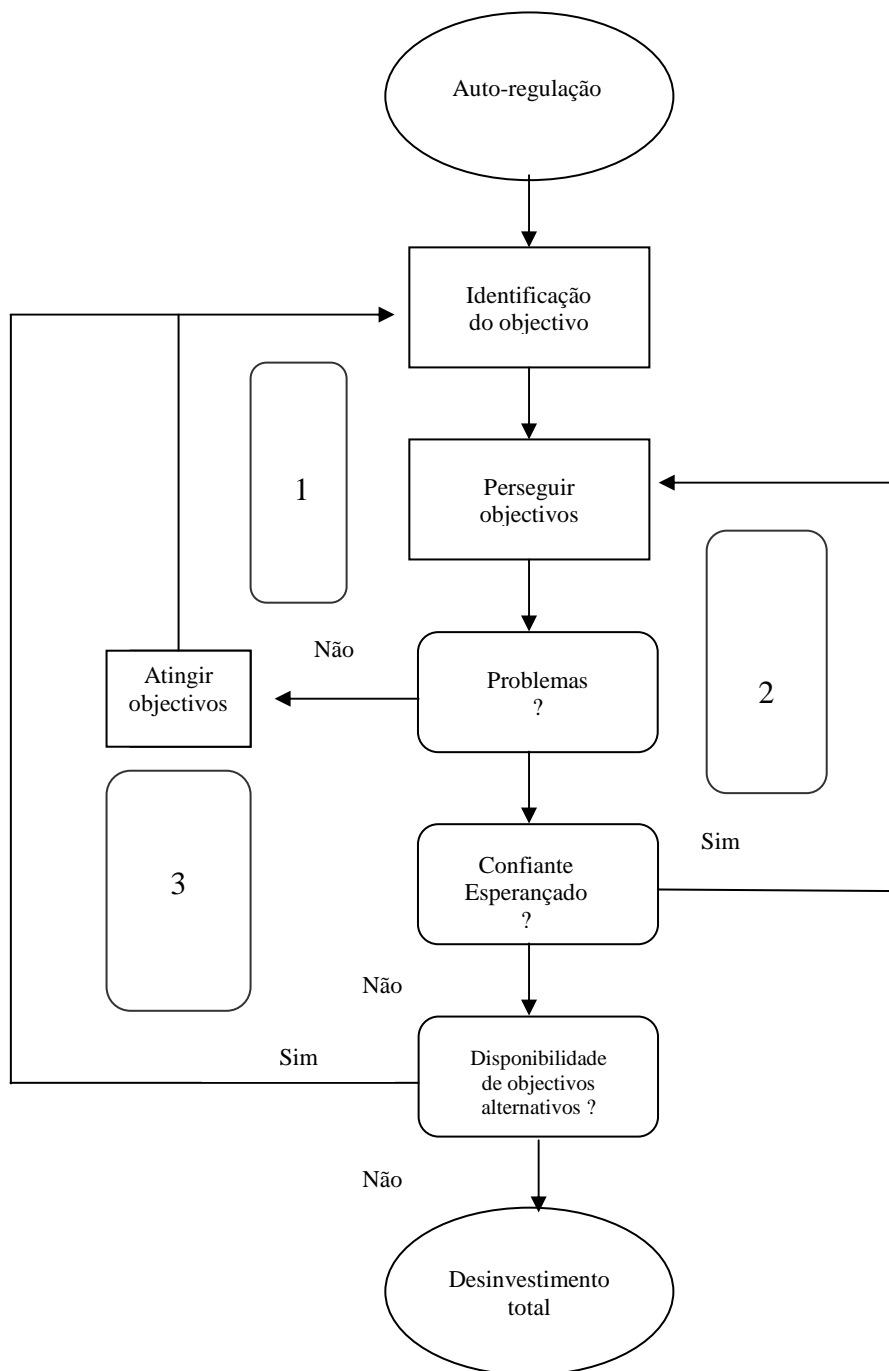 Auto-regulação
Identificação
do objectivo
1
Perseguir
objectivos
2
Não
Atingir
objectivos
Problemas
?
3
Sim
Confiante
Esperançado
?
Não
Sim
Disponibilidade
de objectivos
alternativos ?
Não
Desinvestimento
total